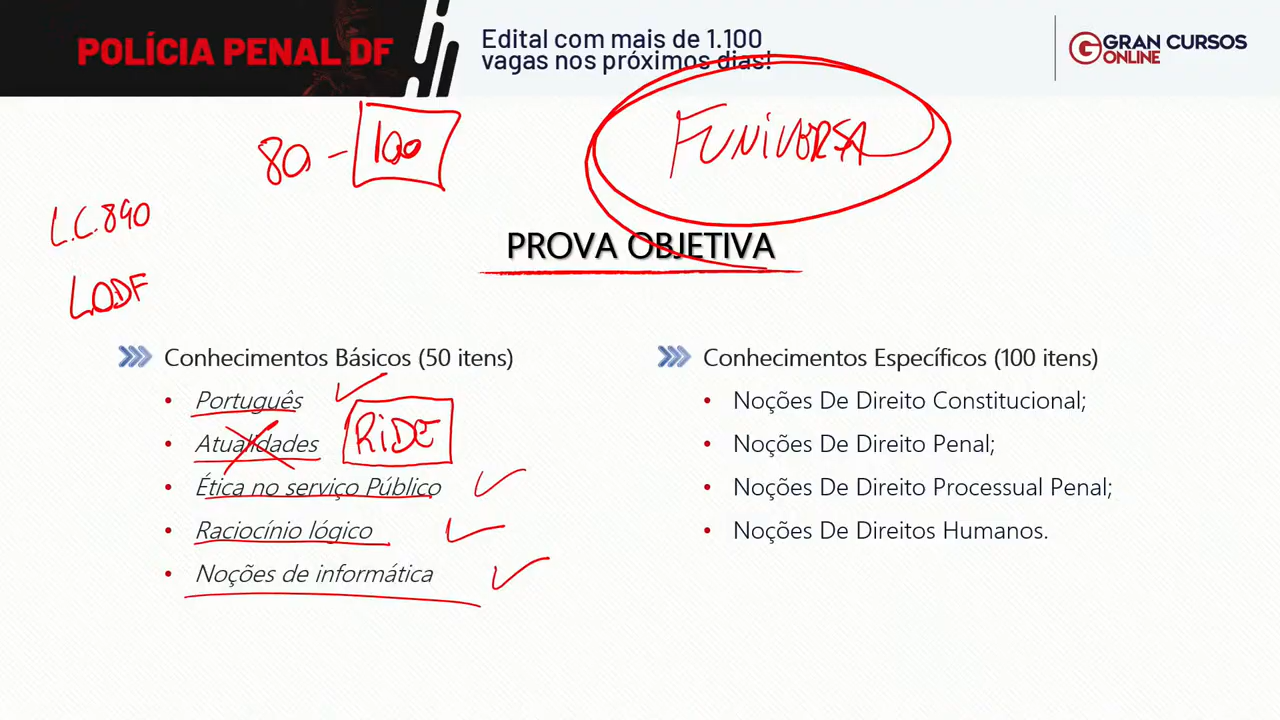 POLÍCIA PENAL DF
Edital com mais de 1.100
vagas nos próximos dias!
GRAN CURSOS
ONLINE
80 - 100
FUNIVERSA
L.C.840
LODF
PROVA OBJETIVA
Conhecimentos Básicos (50 itens)
• Português
• Atualidades RIDE
• Ética no serviço Público
• Raciocínio lógico
• Noções de informática
Conhecimentos Específicos (100 itens)
• Noções De Direito Constitucional;
• Noções De Direito Penal;
• Noções De Direito Processual Penal;
• Noções De Direitos Humanos.